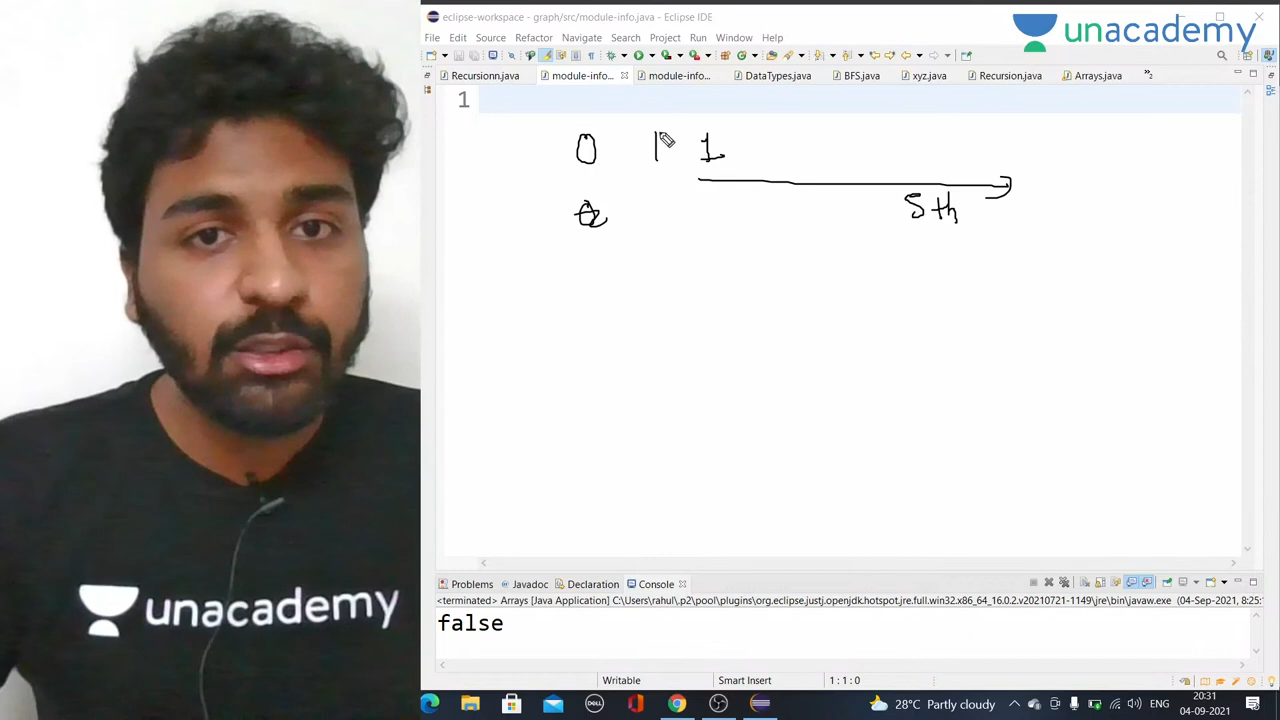 eclipse-workspace - graph/src/module-info.java - Eclipse IDE
unacademy
File Edit Source Refactor Navigate Search Project Run Window Help
Recursionn.java module-info... module-info... DataTypes.java BFS.java xyz.java Recursion.java Arrays.java »2
1
0 1 1
5th
Problems Javadoc Declaration Console
<terminated> Arrays [Java Application] C:\Users\rahul\.p2\pool\plugins\org.eclipse.justj.openjdk.hotspot.jre.full.win32.x86_64_16.0.2.v20210721-1149\jre\bin\javaw.exe (04-Sep-2021, 8:25:
false
unacademy
Writable Smart Insert 1:1:0
DELL 28°C Partly cloudy ENG 20:31
04-09-2021